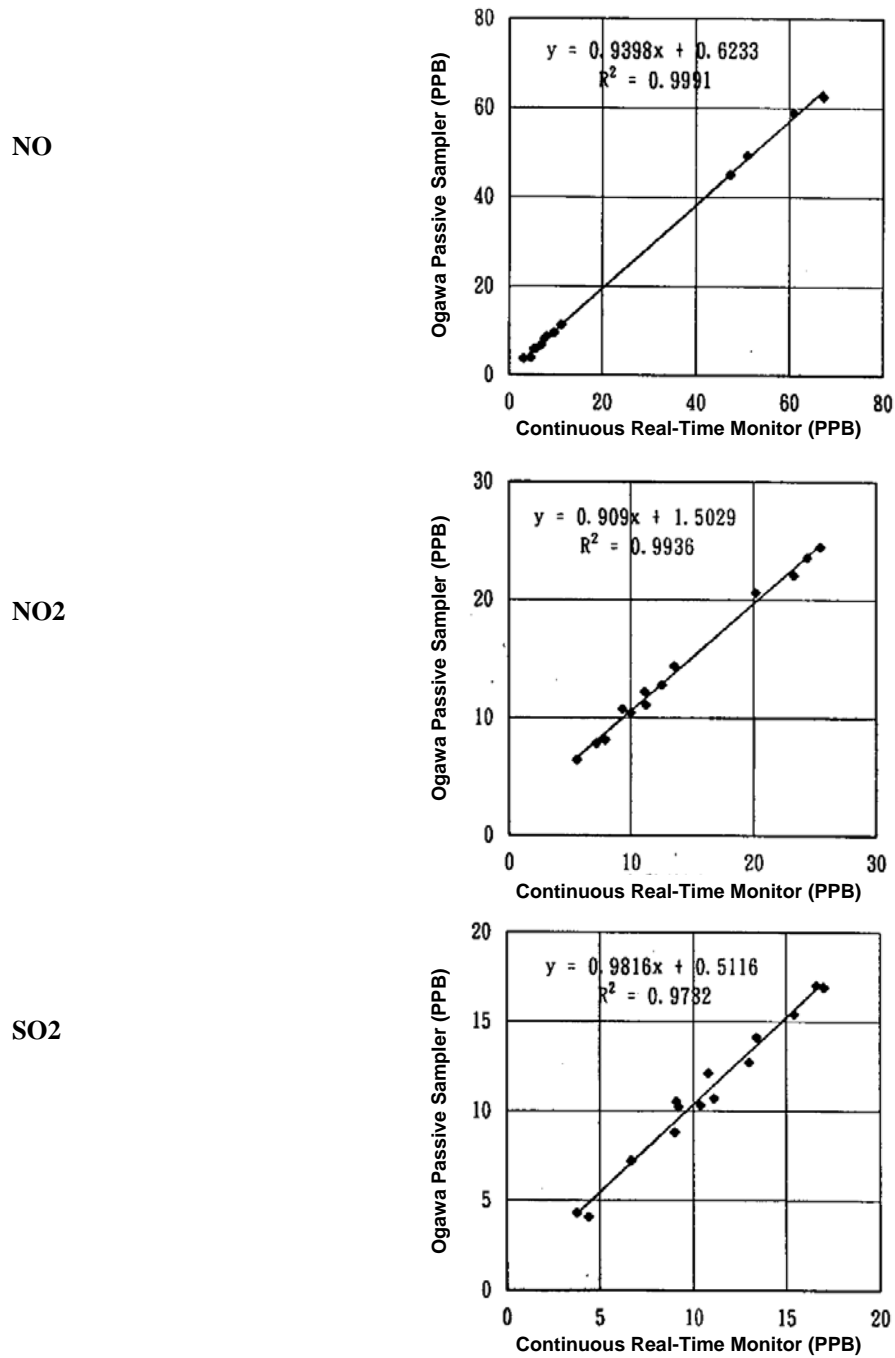 NO
Ogawa Passive Sampler (PPB)
80
60
40
20
0
y = 0.9398x + 0.6233
R² = 0.9991
0 20 40 60 80
Continuous Real-Time Monitor (PPB)
NO2
Ogawa Passive Sampler (PPB)
30
20
10
0
y = 0.909x + 1.5029
R² = 0.9936
0 10 20 30
Continuous Real-Time Monitor (PPB)
SO2
Ogawa Passive Sampler (PPB)
20
15
10
5
0
y = 0.9816x + 0.5116
R² = 0.9782
0 5 10 15 20
Continuous Real-Time Monitor (PPB)